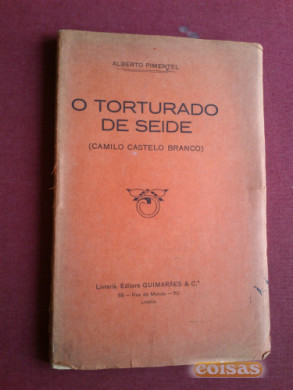 ALBERTO PIMENTEL
O TORTURADO
DE SEIDE
(CAMILO CASTELO BRANCO)
Livraria Editora GUIMARÃES & C.ª
Lisboa
coisas